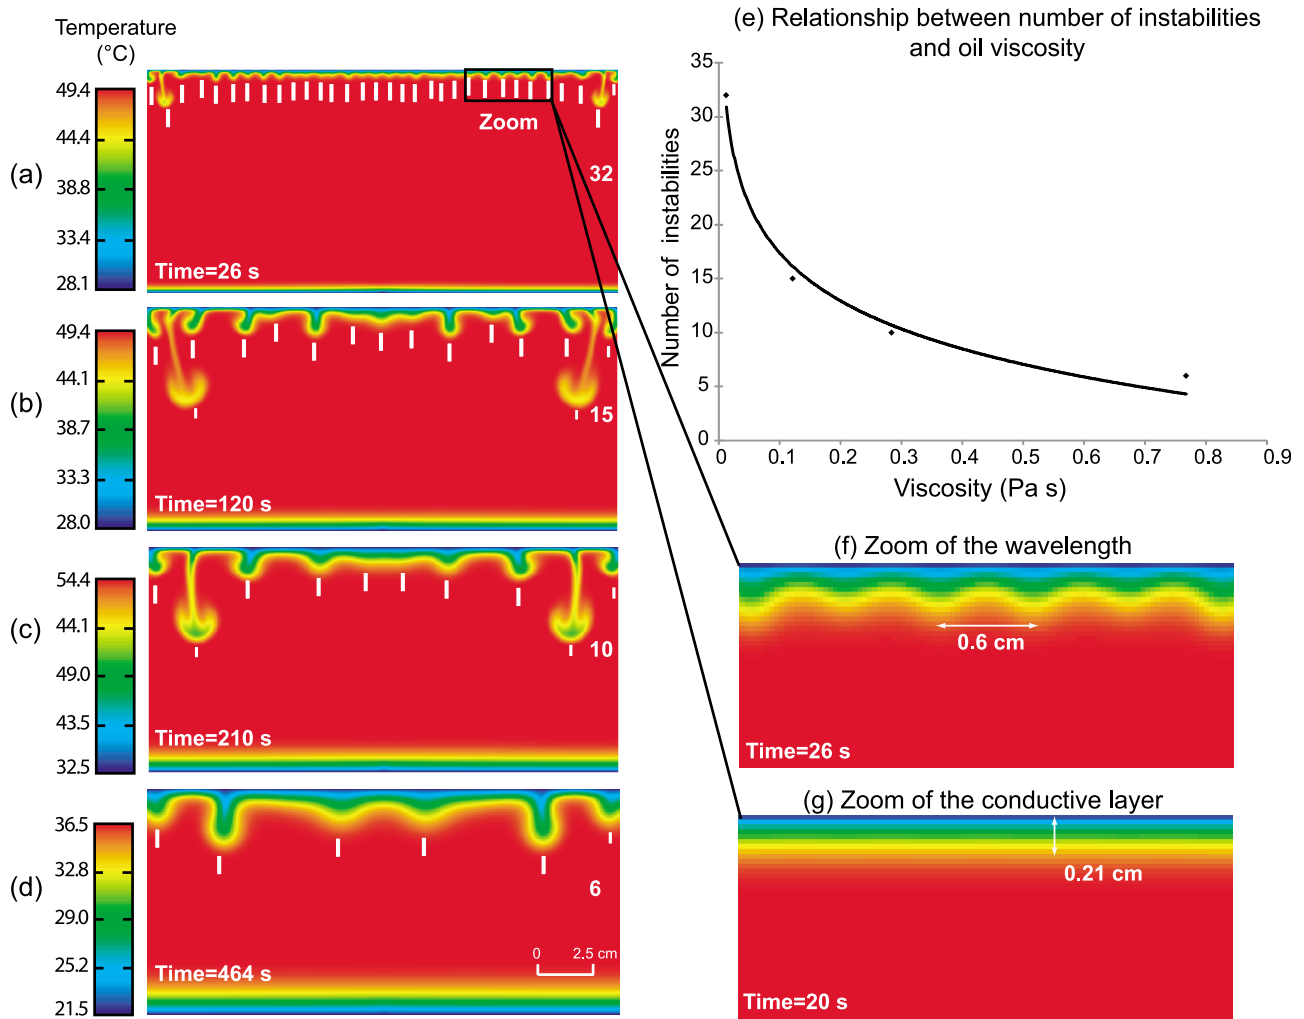 Temperature
(°C)
(a)
49.4
44.4
38.8
33.4
28.1
Zoom
32
Time=26 s
(b)
49.4
44.1
38.7
33.3
28.0
15
Time=120 s
(c)
54.4
44.1
49.0
43.5
32.5
10
Time=210 s
(d)
36.5
32.8
29.0
25.2
21.5
6
0 2.5 cm
Time=464 s
(e) Relationship between number of instabilities
and oil viscosity
Number of instabilities
35
30
25
20
15
10
5
0
0 0.1 0.2 0.3 0.4 0.5 0.6 0.7 0.8 0.9
Viscosity (Pa s)
(f) Zoom of the wavelength
0.6 cm
Time=26 s
(g) Zoom of the conductive layer
0.21 cm
Time=20 s